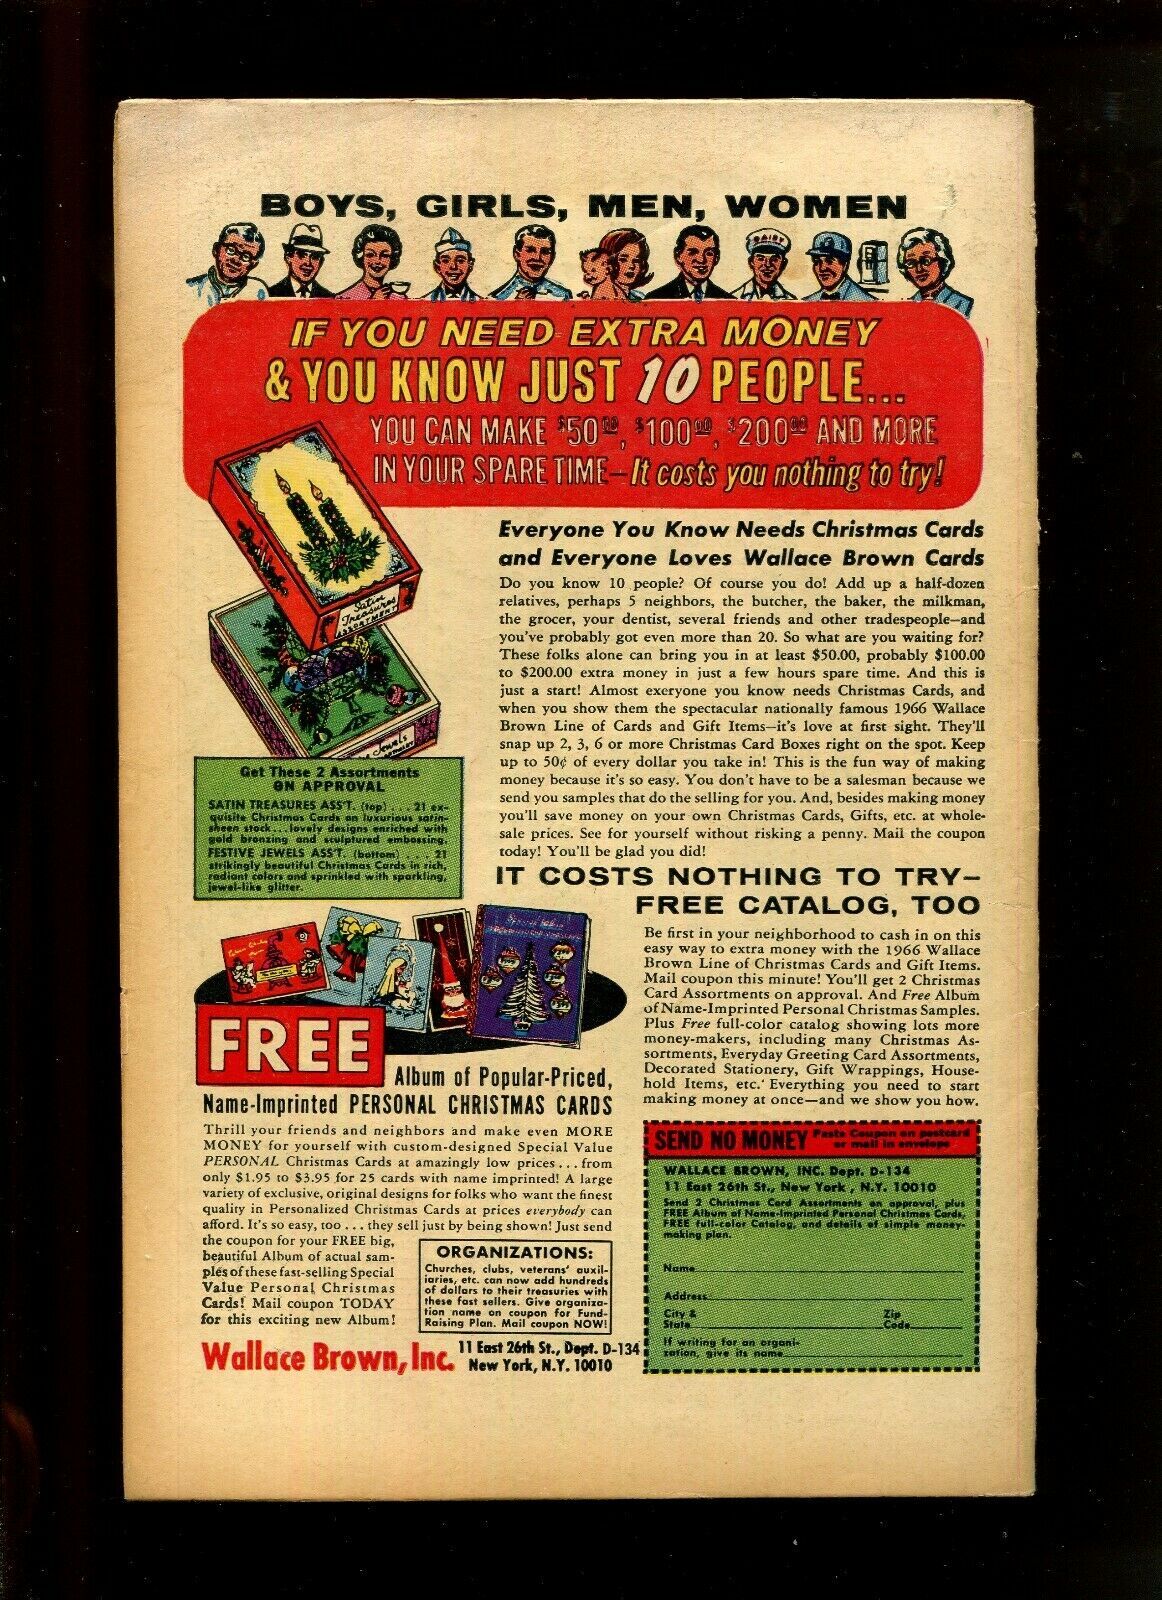 BOYS, GIRLS, MEN, WOMEN
DAIRY
IF YOU NEED EXTRA MONEY
& YOU KNOW JUST 10 PEOPLE...
YOU CAN MAKE $50.00, $100.00, $200.00 AND MORE
IN YOUR SPARE TIME—It costs you nothing to try!
Satin
Treasures
ASSORTMENT
Jewels
Everyone You Know Needs Christmas Cards
and Everyone Loves Wallace Brown Cards
Do you know 10 people? Of course you do! Add up a half-dozen
relatives, perhaps 5 neighbors, the butcher, the baker, the milkman,
the grocer, your dentist, several friends and other tradespeople—and
you've probably got even more than 20. So what are you waiting for?
These folks alone can bring you in at least $50.00, probably $100.00
to $200.00 extra money in just a few hours spare time. And this is
just a start! Almost exeryone you know needs Christmas Cards, and
when you show them the spectacular nationally famous 1966 Wallace
Brown Line of Cards and Gift Items—it's love at first sight. They'll
snap up 2, 3, 6 or more Christmas Card Boxes right on the spot. Keep
up to 50¢ of every dollar you take in! This is the fun way of making
money because it's so easy. You don't have to be a salesman because we
send you samples that do the selling for you. And, besides making money
you'll save money on your own Christmas Cards, Gifts, etc. at whole-
sale prices. See for yourself without risking a penny. Mail the coupon
today! You'll be glad you did!
Get These 2 Assortments
ON APPROVAL
SATIN TREASURES ASS'T. (top) . . . 21 ex-
quisite Christmas Cards on luxurious satin-
sheen stock...lovely designs enriched with
gold bronzing and sculptured embossing.
FESTIVE JEWELS ASS'T. (bottom) . . . 21
strikingly beautiful Christmas Cards in rich,
radiant colors and sprinkled with sparkling,
jewel-like glitter.
IT COSTS NOTHING TO TRY—
FREE CATALOG, TOO
Be first in your neighborhood to cash in on this
easy way to extra money with the 1966 Wallace
Brown Line of Christmas Cards and Gift Items.
Mail coupon this minute! You'll get 2 Christmas
Card Assortments on approval. And Free Album
of Name-Imprinted Personal Christmas Samples.
Plus Free full-color catalog showing lots more
money-makers, including many Christmas As-
sortments, Everyday Greeting Card Assortments,
Decorated Stationery, Gift Wrappings, House-
hold Items, etc. Everything you need to start
making money at once—and we show you how.
FREE
Album of Popular-Priced,
Name-Imprinted PERSONAL CHRISTMAS CARDS
Thrill your friends and neighbors and make even MORE
MONEY for yourself with custom-designed Special Value
PERSONAL Christmas Cards at amazingly low prices . . . from
only $1.95 to $3.95 for 25 cards with name imprinted! A large
variety of exclusive, original designs for folks who want the finest
quality in Personalized Christmas Cards at prices everybody can
afford. It's so easy, too . . . they sell just by being shown! Just send
the coupon for your FREE big,
beautiful Album of actual sam-
ples of these fast-selling Special
Value Personal Christmas
Cards! Mail coupon TODAY
for this exciting new Album!
ORGANIZATIONS:
Churches, clubs, veterans' auxil-
iaries, etc. can now add hundreds
of dollars to their treasuries with
these fast sellers. Give organiza-
tion name on coupon for Fund-
Raising Plan. Mail coupon NOW!
Wallace Brown, Inc. 11 East 26th St., Dept. D-134
New York, N.Y. 10010
SEND NO MONEY Paste Coupon on postcard
or mail in envelope
WALLACE BROWN, INC. Dept. D-134
11 East 26th St., New York, N.Y. 10010
Send 2 Christmas Card Assortments on approval, plus
FREE Album of Name-Imprinted Personal Christmas Cards,
FREE full-color Catalog, and details of simple money-
making plan.
Name
Address
City & Zip
State Code
If writing for an organi-
zation, give its name